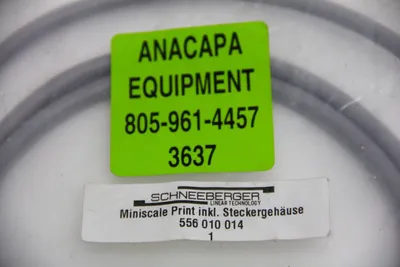 ANACAPA
EQUIPMENT
805-961-4457
3637
SCHNEEBERGER
LINEAR TECHNOLOGY
Miniscale Print inkl. Steckergehäuse
556 010 014
1